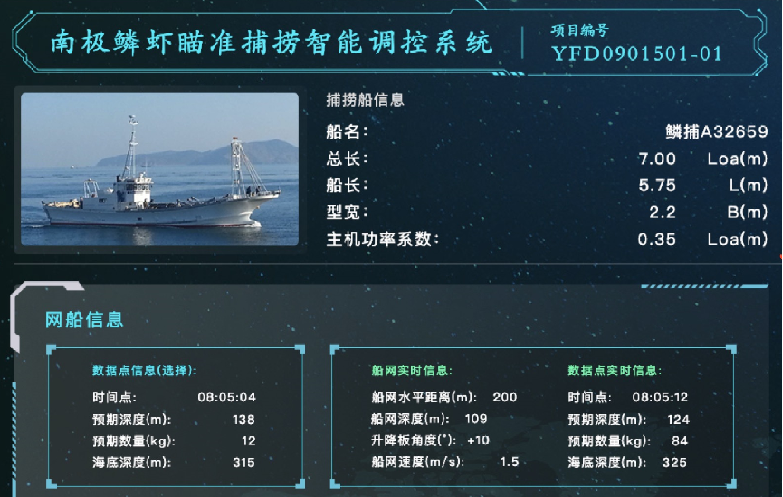 南极鳞虾瞄准捕捞智能调控系统
项目编号
YFD0901501-01
捕捞船信息
船名: 鳞捕A32659
总长: 7.00 Loa(m)
船长: 5.75 L(m)
型宽: 2.2 B(m)
主机功率系数: 0.35 Loa(m)
网船信息
数据点信息(选择):
时间点: 08:05:04
预期深度(m): 138
预期数量(kg): 12
海底深度(m): 315
船网实时信息:
船网水平距离(m): 200
船网深度(m): 109
升降板角度(°): +10
船网速度(m/s): 1.5
数据点实时信息:
时间点: 08:05:12
预期深度(m): 124
预期数量(kg): 84
海底深度(m): 325